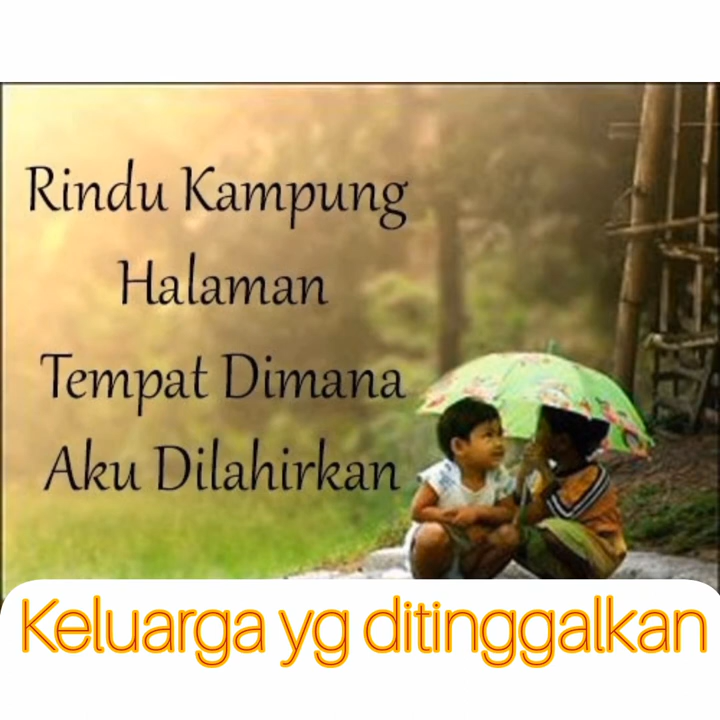 Rindu Kampung
Halaman
Tempat Dimana
Aku Dilahirkan
Keluarga yg ditinggalkan